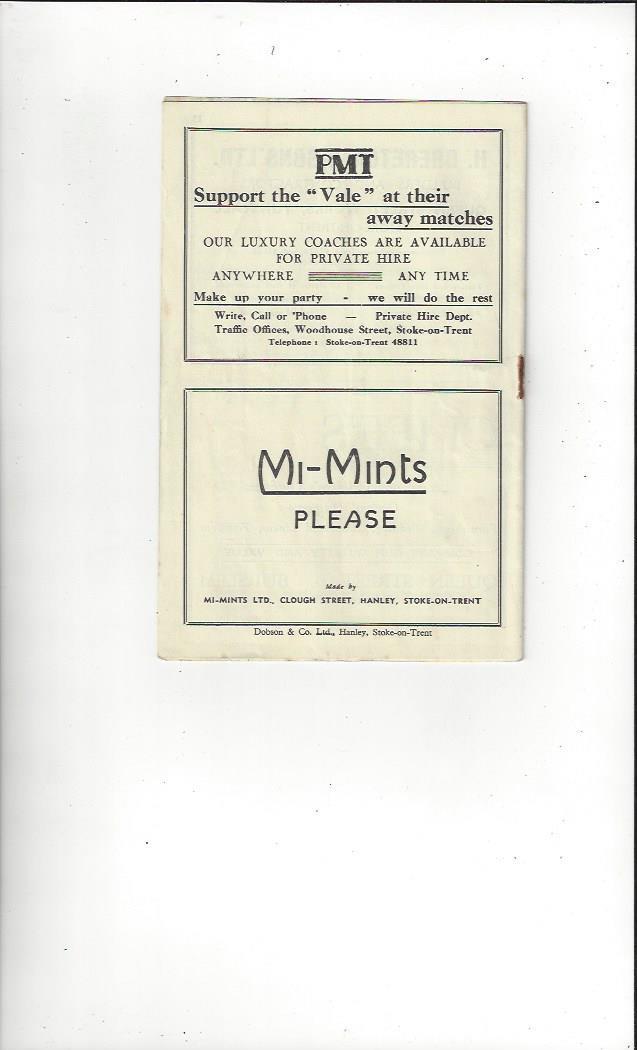 PMT
Support the "Vale" at their
away matches
OUR LUXURY COACHES ARE AVAILABLE
FOR PRIVATE HIRE
ANYWHERE ANY TIME
Make up your party - we will do the rest
Write, Call or 'Phone — Private Hire Dept.
Traffic Offices, Woodhouse Street, Stoke-on-Trent
Telephone : Stoke-on-Trent 48811
Mi-Mints
PLEASE
Made by
MI-MINTS LTD., CLOUGH STREET, HANLEY, STOKE-ON-TRENT
Dobson & Co. Ltd., Hanley, Stoke-on-Trent